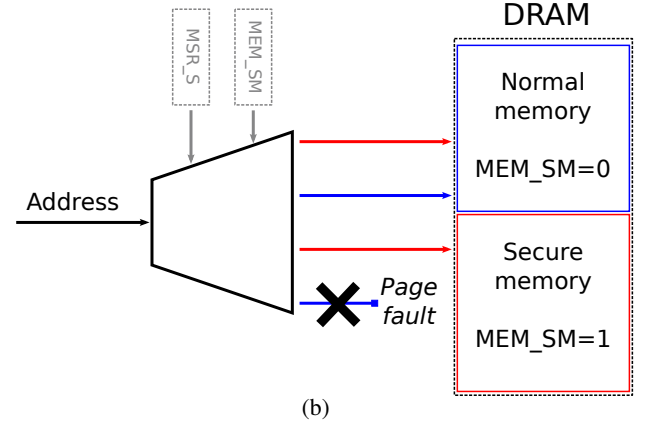 DRAM
MSR_S
MEM_SM
Normal
memory
MEM_SM=0
Address
Secure
memory
MEM_SM=1
Page
fault
(b)